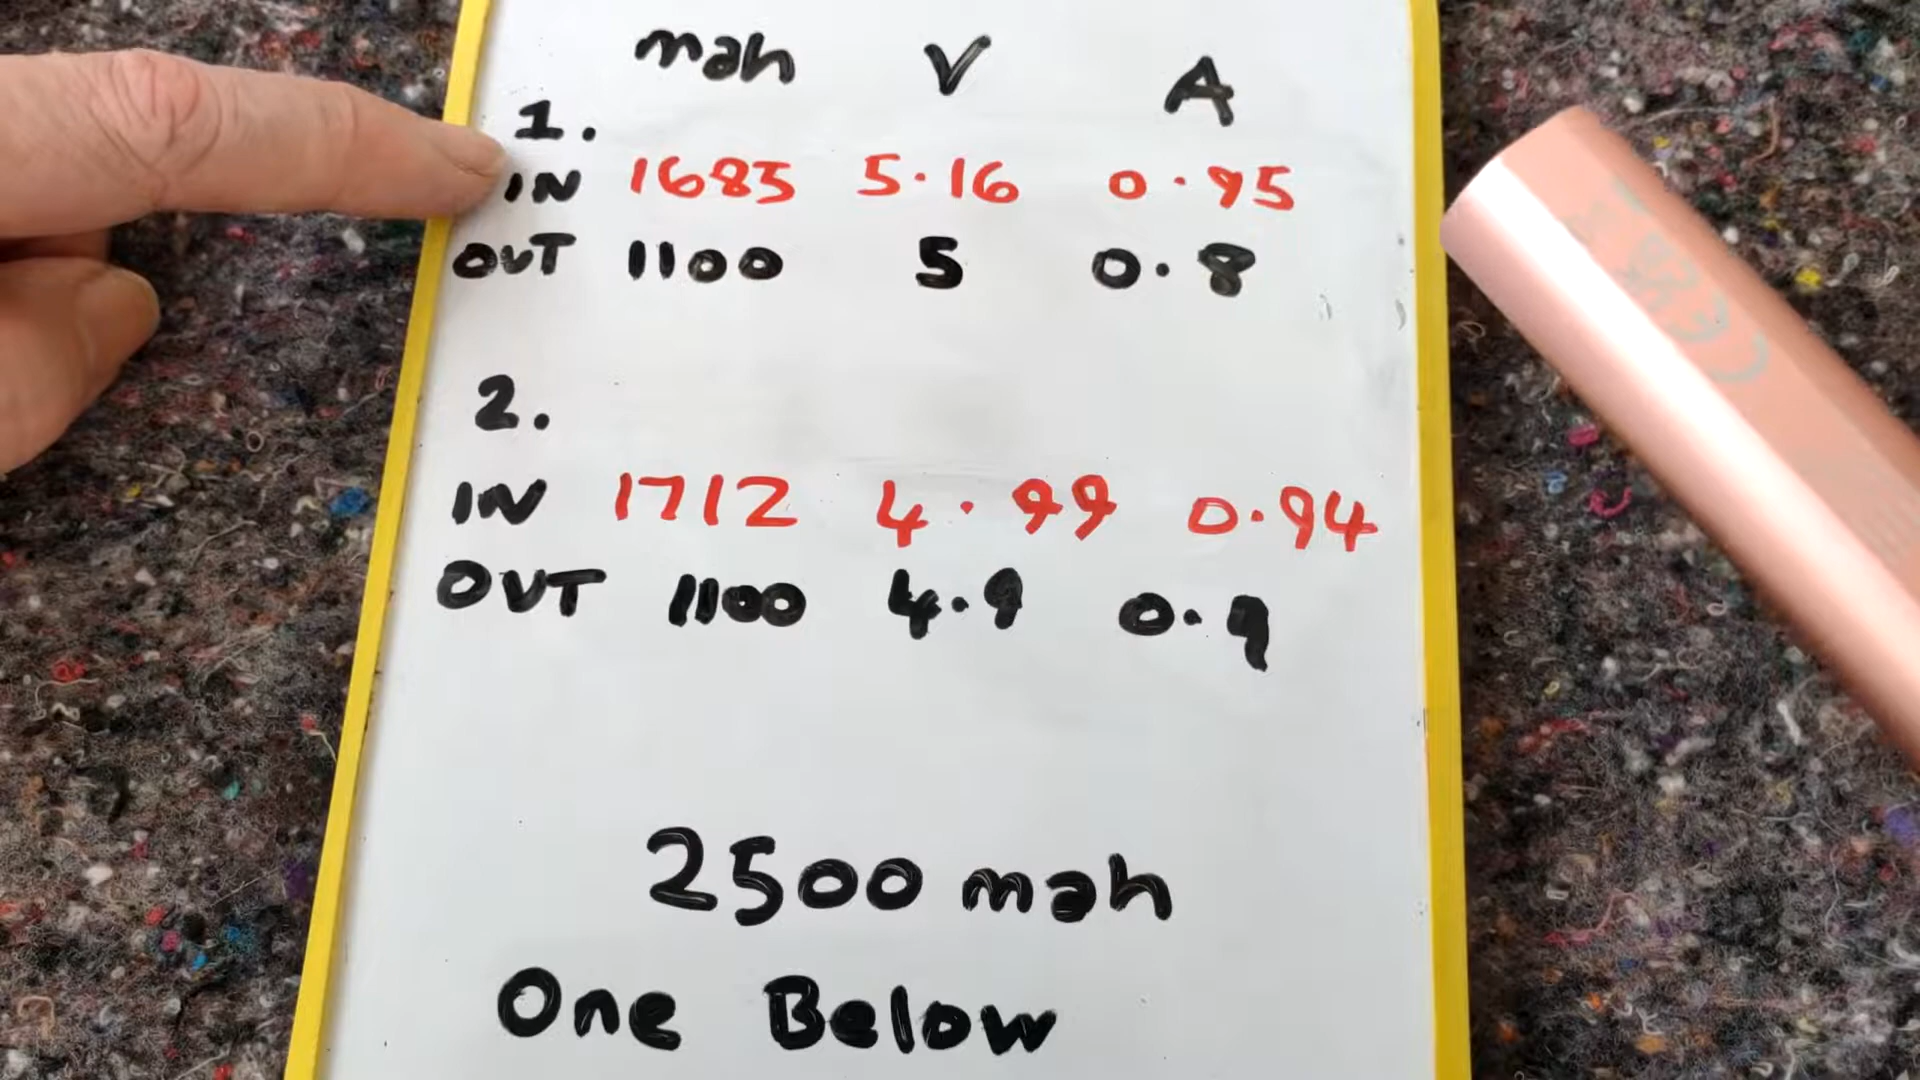 mah V A
1.
IN 1685 5.16 0.95
OUT 1100 5 0.8
2.
IN 1712 4.99 0.94
OUT 1100 4.9 0.9
2500 mah
One Below